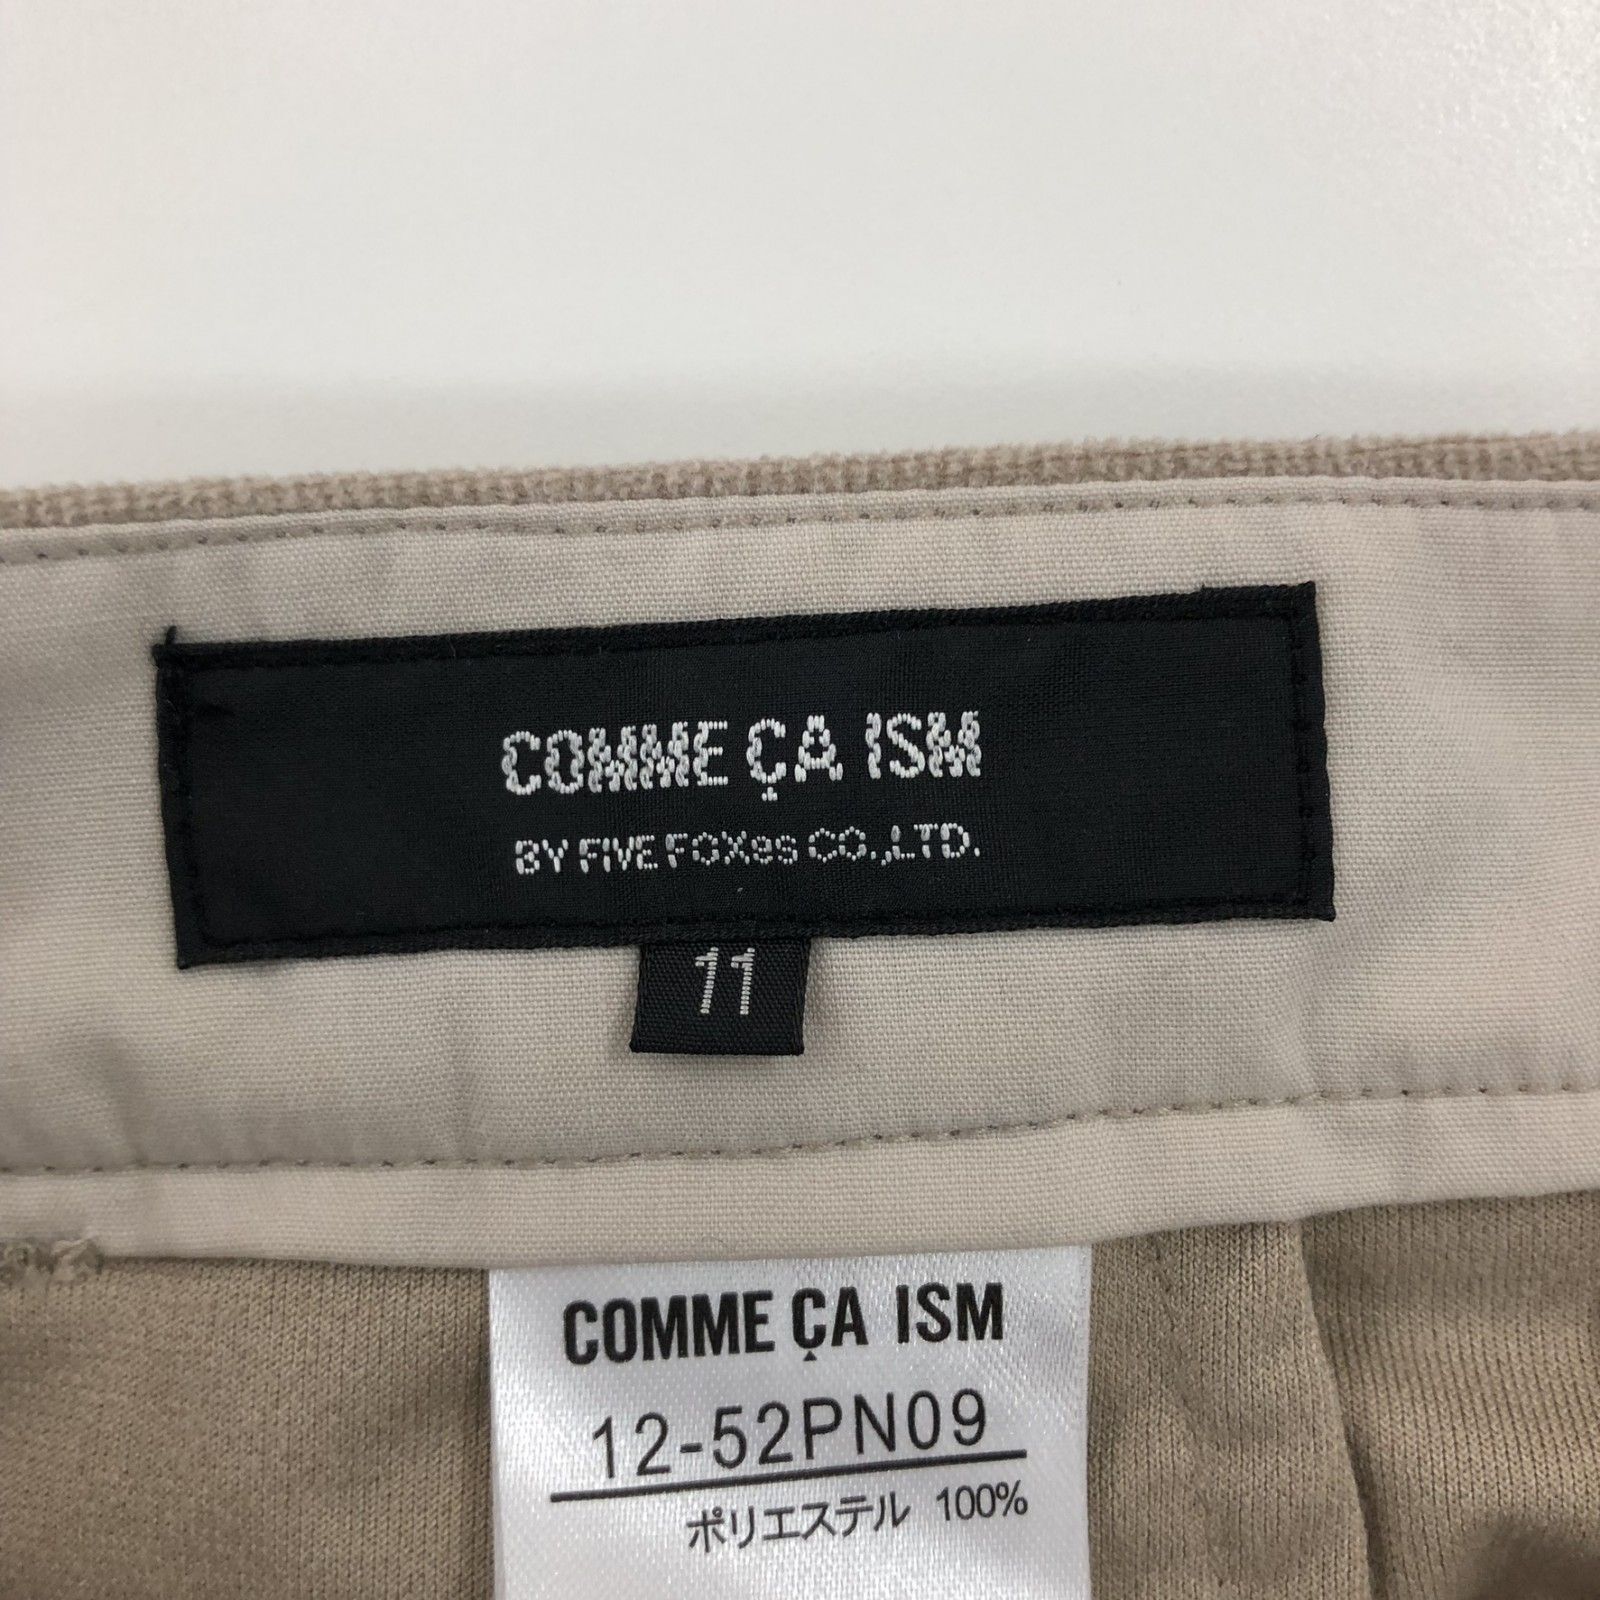 COMME ÇA ISM
BY FIVE FOXes CO.,LTD.
11
COMME ÇA ISM
12-52PN09
ポリエステル 100%